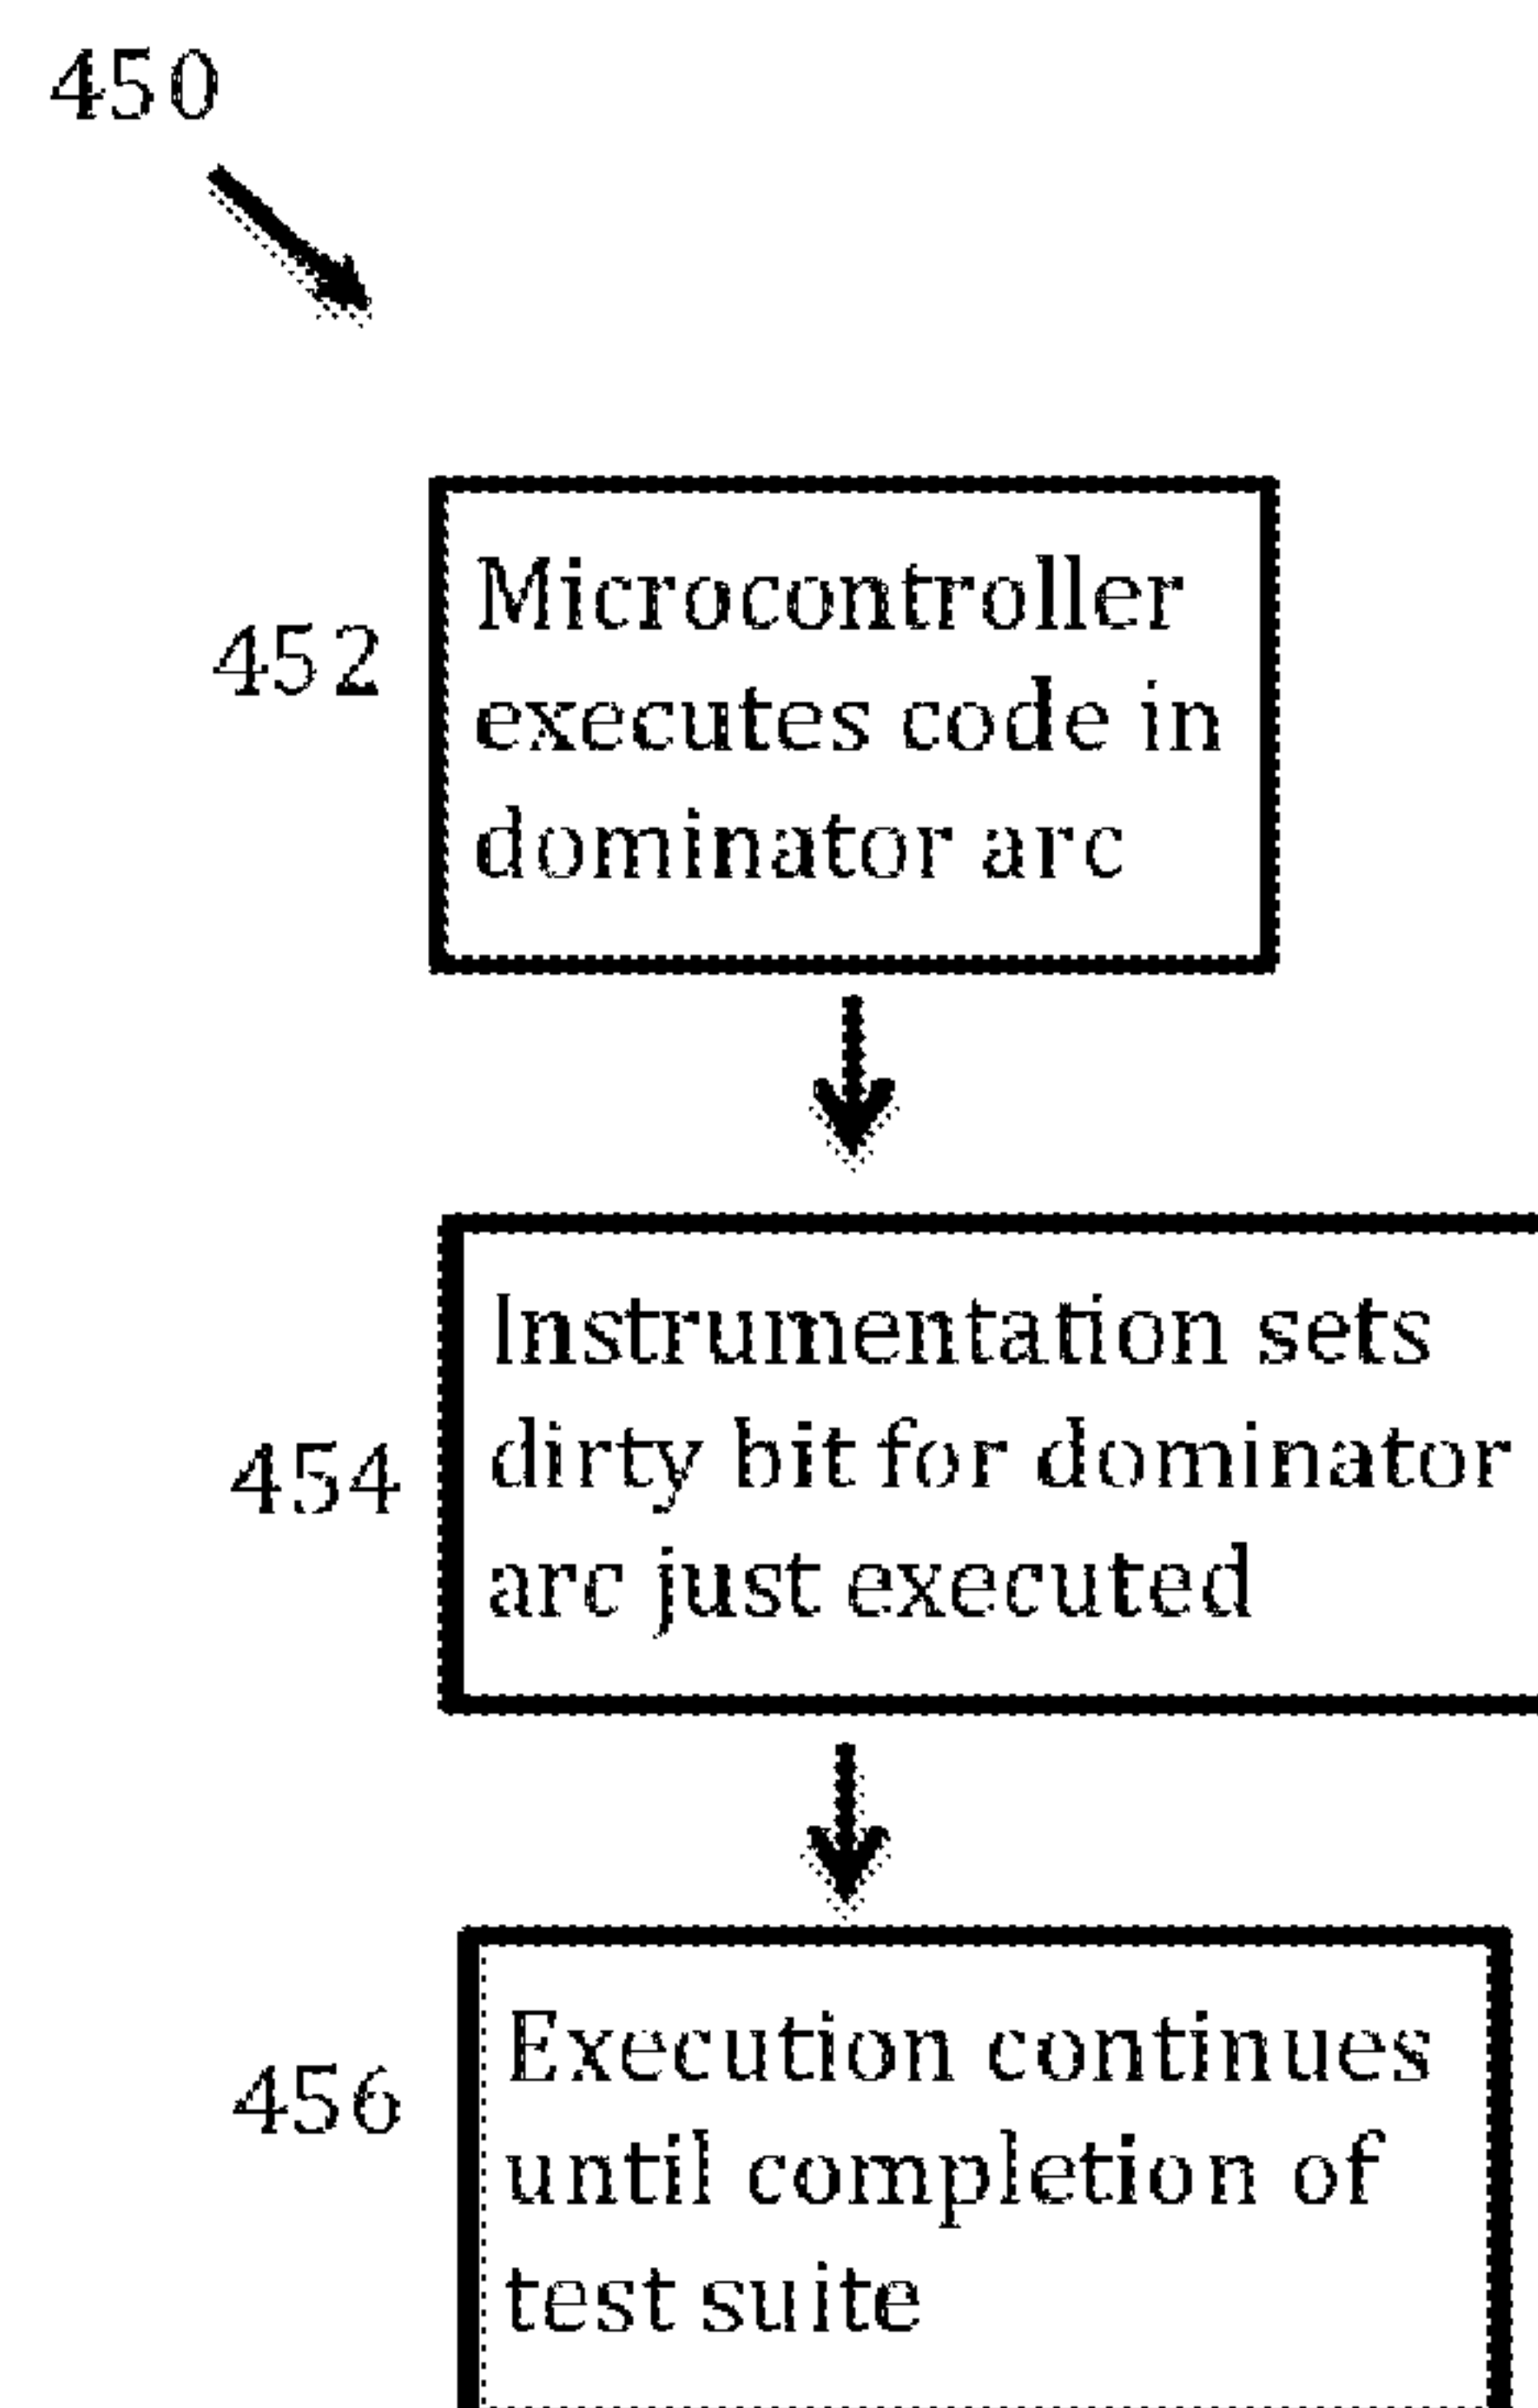 450
452
Microcontroller
executes code in
dominator arc
454
Instrumentation sets
dirty bit for dominator
arc just executed
456
Execution continues
until completion of
test suite